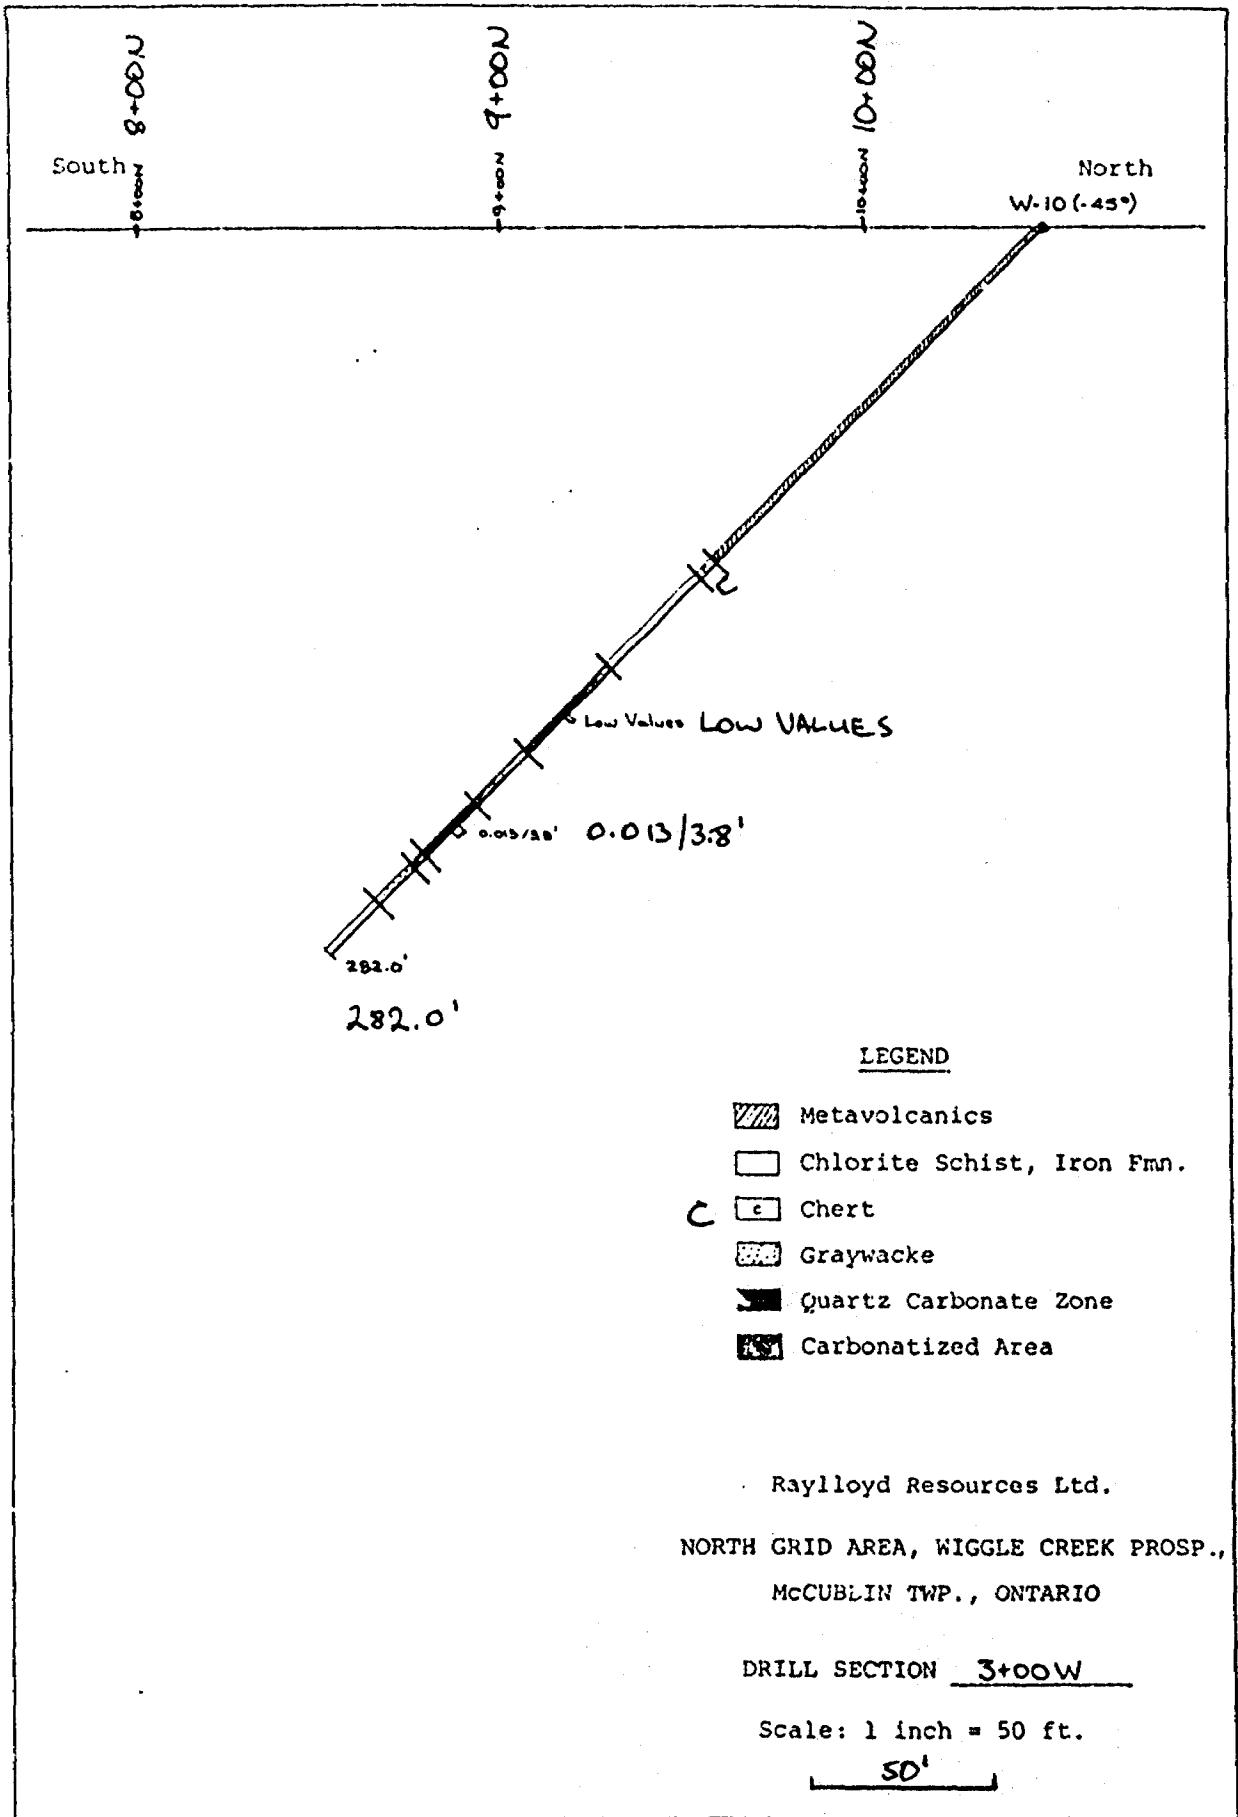 8+00N 9+00N 10+00N
8+00N 9+00N 10+00N
South North
W-10 (-45°)
c
Low Values LOW VALUES
0.013/3.8' 0.013/3.8'
282.0'
282.0'
LEGEND
Metavolcanics
Chlorite Schist, Iron Fmn.
C c Chert
Graywacke
Quartz Carbonate Zone
Carbonatized Area
Raylloyd Resources Ltd.
NORTH GRID AREA, WIGGLE CREEK PROSP.,
McCUBLIN TWP., ONTARIO
DRILL SECTION 3+00W
Scale: 1 inch = 50 ft.
50'